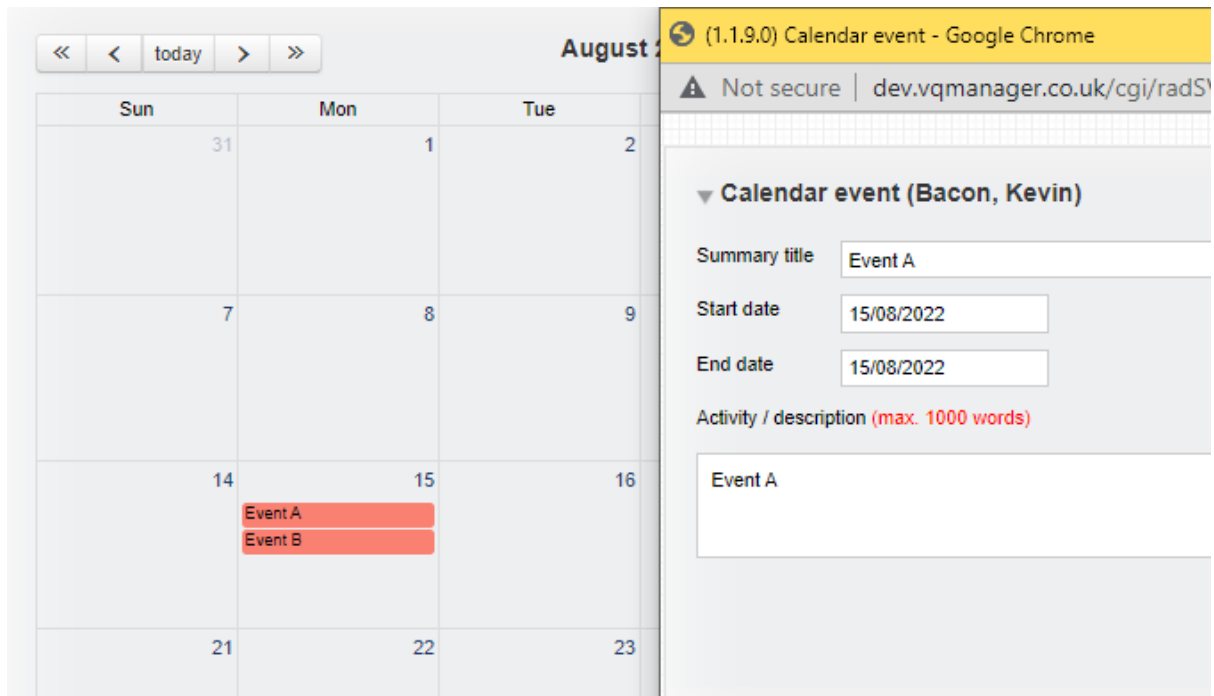 « < today > »
August 2
Sun Mon Tue
31 1 2
7 8 9
14 15 16
Event A
Event B
21 22 23
(1.1.9.0) Calendar event - Google Chrome
Not secure | dev.vqmanager.co.uk/cgi/radSV
Calendar event (Bacon, Kevin)
Summary title Event A
Start date 15/08/2022
End date 15/08/2022
Activity / description (max. 1000 words)
Event A